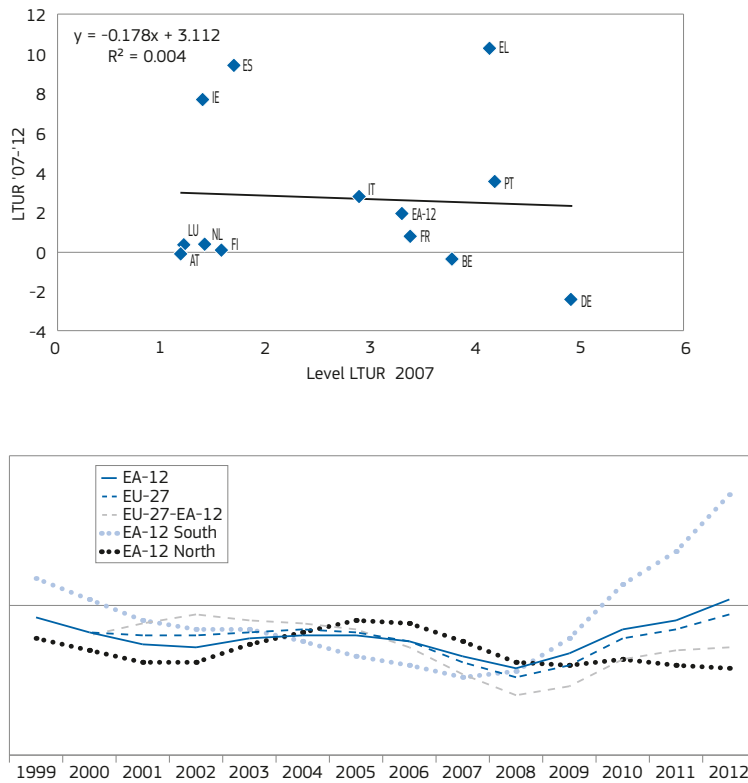 12
10
8
6
4
2
0
-2
-4
LTUR '07-'12
y = -0.178x + 3.112
R² = 0.004
EL
ES
IE
PT
IT
EA-12
LU
NL
FI
FR
AT
BE
DE
0 1 2 3 4 5 6
Level LTUR 2007
EA-12
EU-27
EU-27-EA-12
EA-12 South
EA-12 North
1999 2000 2001 2002 2003 2004 2005 2006 2007 2008 2009 2010 2011 2012